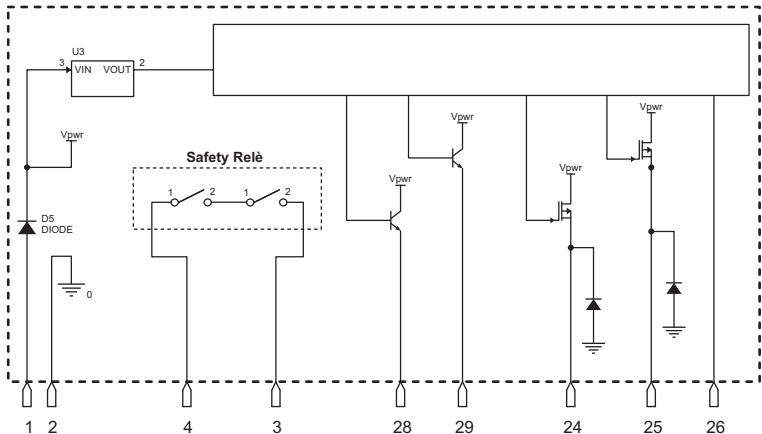 U3
3 VIN VOUT 2
Vpwr
Safety Relè
1 2 1 2
D5
DIODE
0
Vpwr
Vpwr
Vpwr
Vpwr
1 2 4 3 28 29 24 25 26